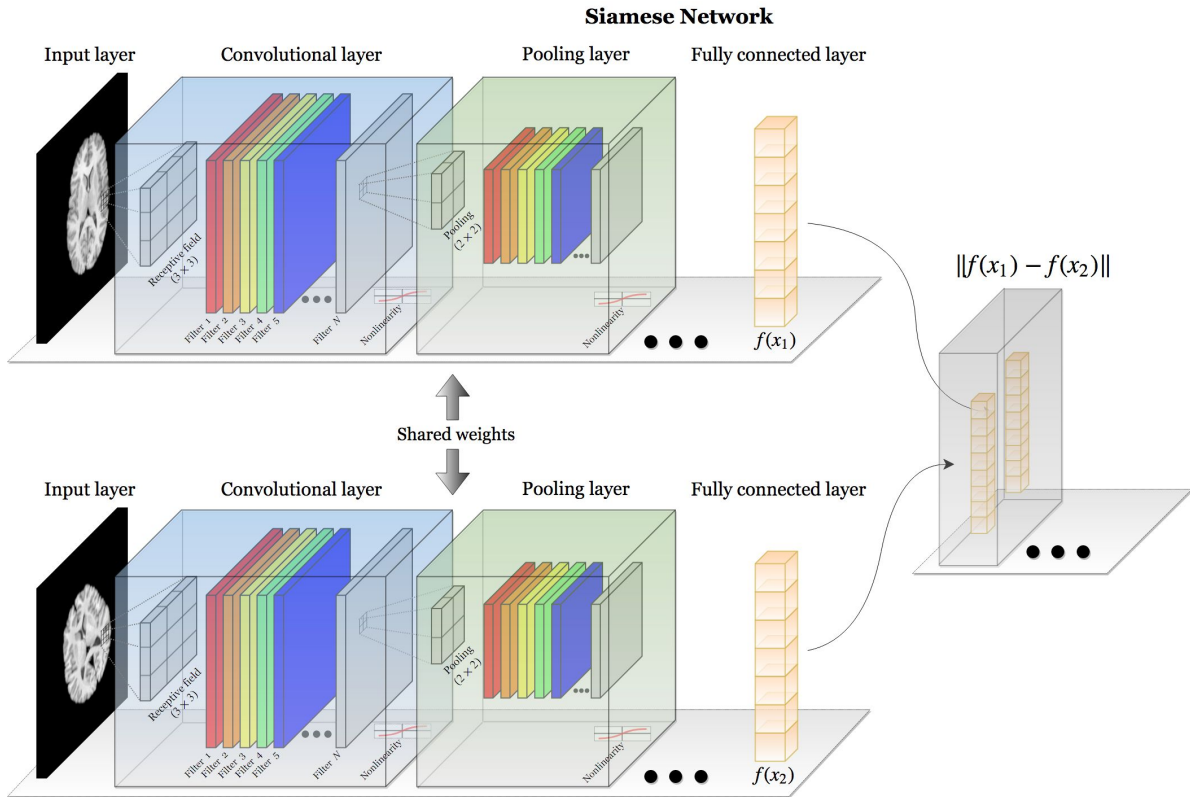 Siamese Network
Input layer
Convolutional layer
Pooling layer
Fully connected layer
Receptive field
(3 × 3)
Filter 1
Filter 2
Filter 3
Filter 4
Filter 5
Filter N
Nonlinearity
Pooling
(2 × 2)
Nonlinearity
f(x₁)
||f(x₁) − f(x₂)||
Shared weights
Input layer
Convolutional layer
Pooling layer
Fully connected layer
Receptive field
(3 × 3)
Filter 1
Filter 2
Filter 3
Filter 4
Filter 5
Filter N
Nonlinearity
Pooling
(2 × 2)
Nonlinearity
f(x₂)